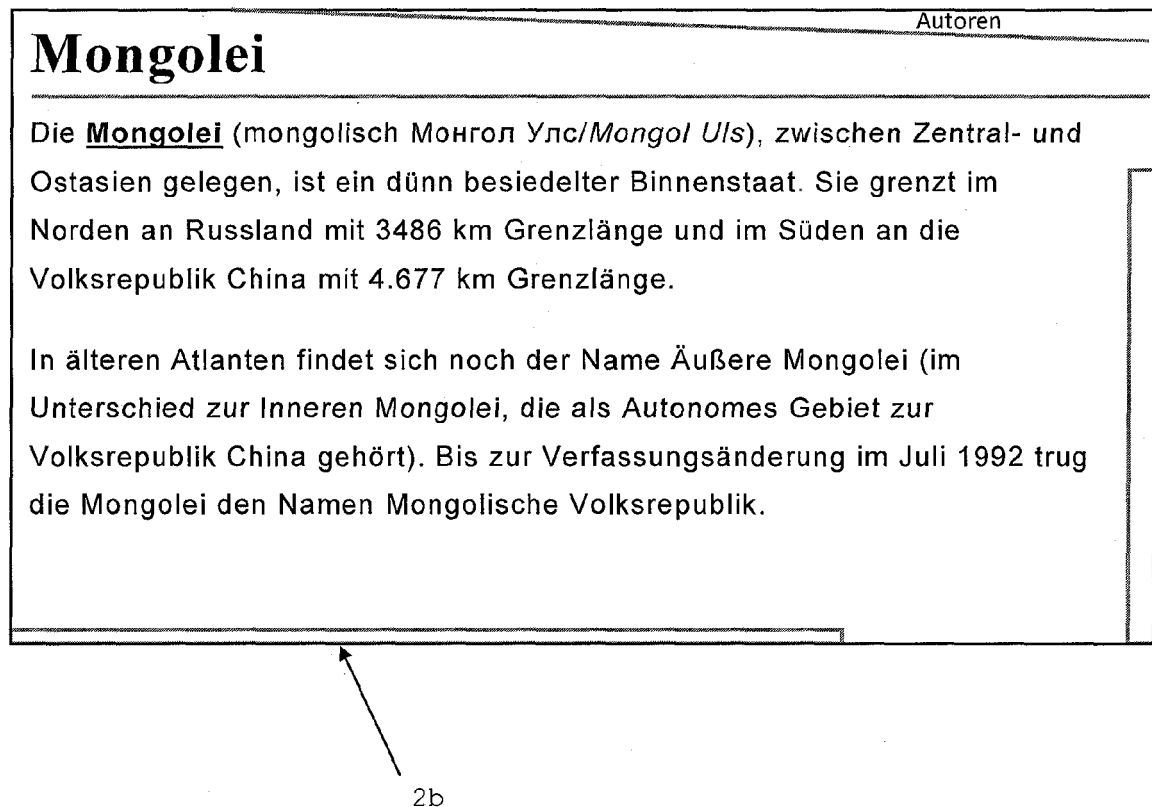 Autoren
Mongolei
Die Mongolei (mongolisch Монгол Улс/Mongol Uls), zwischen Zentral- und
Ostasien gelegen, ist ein dünn besiedelter Binnenstaat. Sie grenzt im
Norden an Russland mit 3486 km Grenzlänge und im Süden an die
Volksrepublik China mit 4.677 km Grenzlänge.
In älteren Atlanten findet sich noch der Name Äußere Mongolei (im
Unterschied zur Inneren Mongolei, die als Autonomes Gebiet zur
Volksrepublik China gehört). Bis zur Verfassungsänderung im Juli 1992 trug
die Mongolei den Namen Mongolische Volksrepublik.
2b